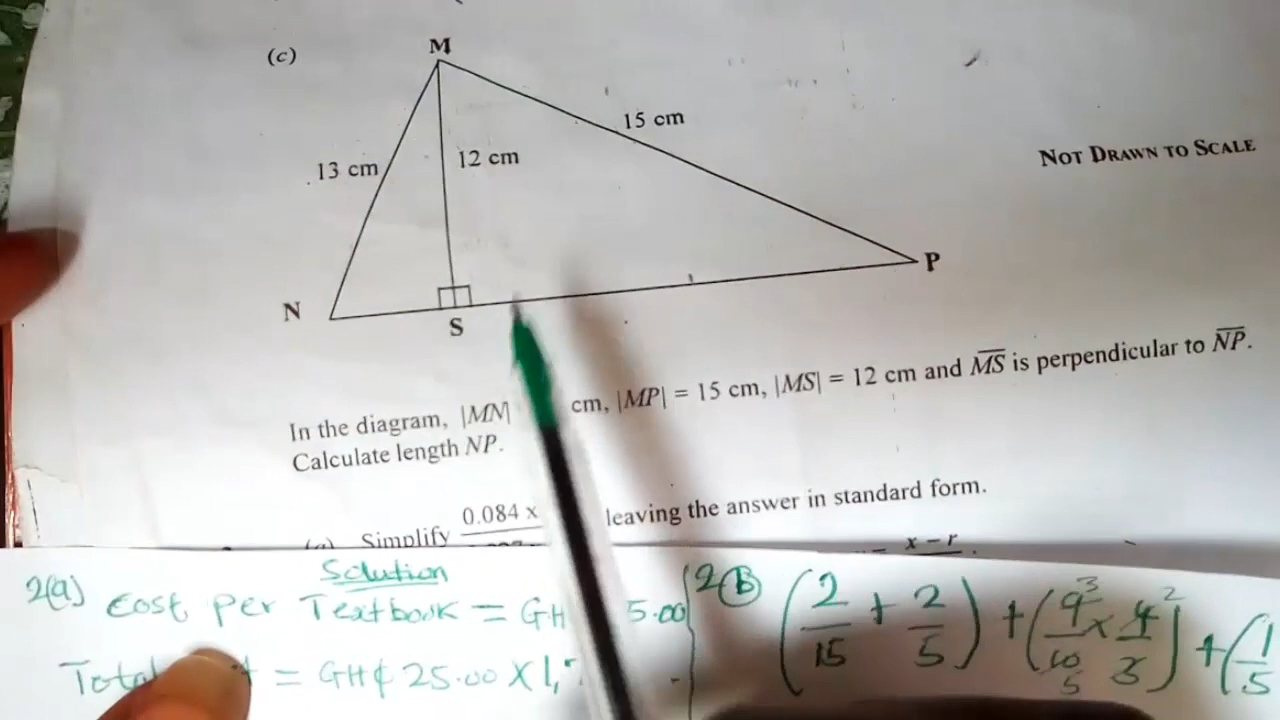 (c)
M
15 cm
NOT DRAWN TO SCALE
13 cm
12 cm
P
N
S
In the diagram, |MN| cm, |MP| = 15 cm, |MS| = 12 cm and MS is perpendicular to NP.
Calculate length NP.
Simplify 0.084 x leaving the answer in standard form.
x – r
Solution
2(a) Cost Per Textbook = GH 5.00
= GH¢ 25.00 X 1,
2(B) (2/15 + 2/5) + (9/10 × 4/3) + (1/5
3 2
5